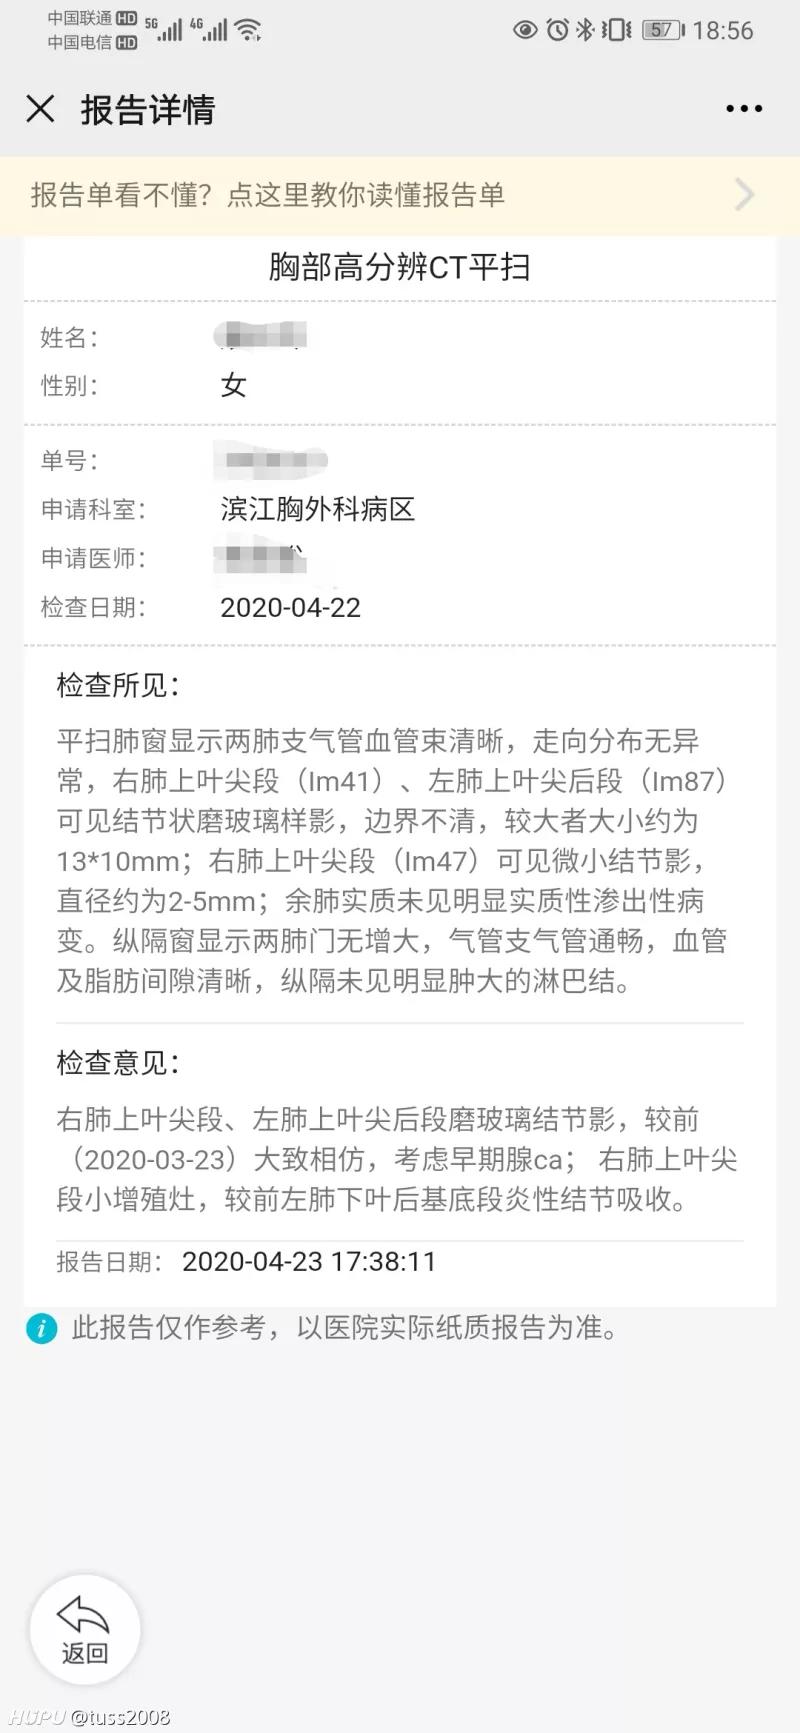 中国联通 HD 5G 4G 57 18:56
中国电信 HD
报告详情
报告单看不懂？点这里教你读懂报告单
胸部高分辨CT平扫
姓名：
性别： 女
单号：
申请科室： 滨江胸外科病区
申请医师：
检查日期： 2020-04-22
检查所见：
平扫肺窗显示两肺支气管血管束清晰，走向分布无异
常，右肺上叶尖段（Im41）、左肺上叶尖后段（Im87）
可见结节状磨玻璃样影，边界不清，较大者大小约为
13*10mm；右肺上叶尖段（Im47）可见微小结节影，
直径约为2-5mm；余肺实质未见明显实质性渗出性病
变。纵隔窗显示两肺门无增大，气管支气管通畅，血管
及脂肪间隙清晰，纵隔未见明显肿大的淋巴结。
检查意见：
右肺上叶尖段、左肺上叶尖后段磨玻璃结节影，较前
（2020-03-23）大致相仿，考虑早期腺ca； 右肺上叶尖
段小增殖灶，较前左肺下叶后基底段炎性结节吸收。
报告日期： 2020-04-23 17:38:11
i 此报告仅作参考，以医院实际纸质报告为准。
返回
HUPU @tuss2008